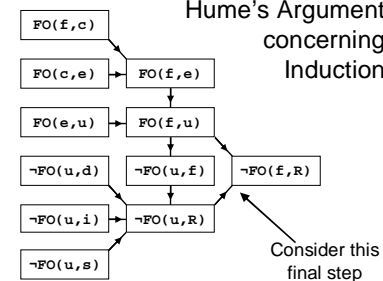 Hume's Argument
concerning
Induction
FO(f,c)
FO(c,e)
FO(f,e)
FO(e,u)
FO(f,u)
¬FO(u,d)
¬FO(u,f)
¬FO(f,R)
¬FO(u,i)
¬FO(u,R)
¬FO(u,s)
Consider this
final step